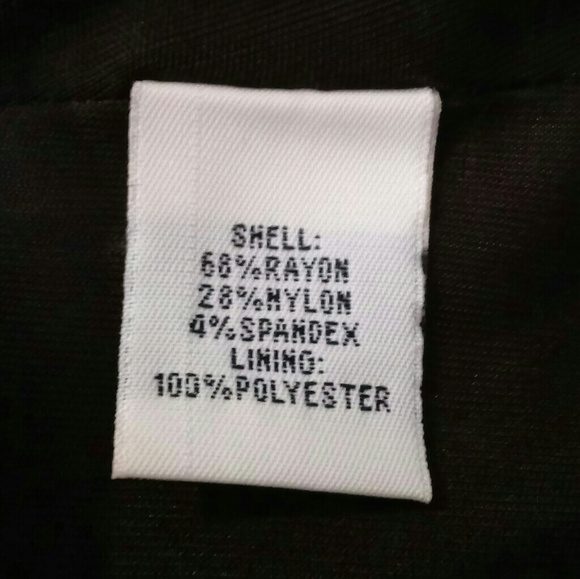 SHELL:
68%RAYON
28%NYLON
4%SPANDEX
LINING:
100%POLYESTER